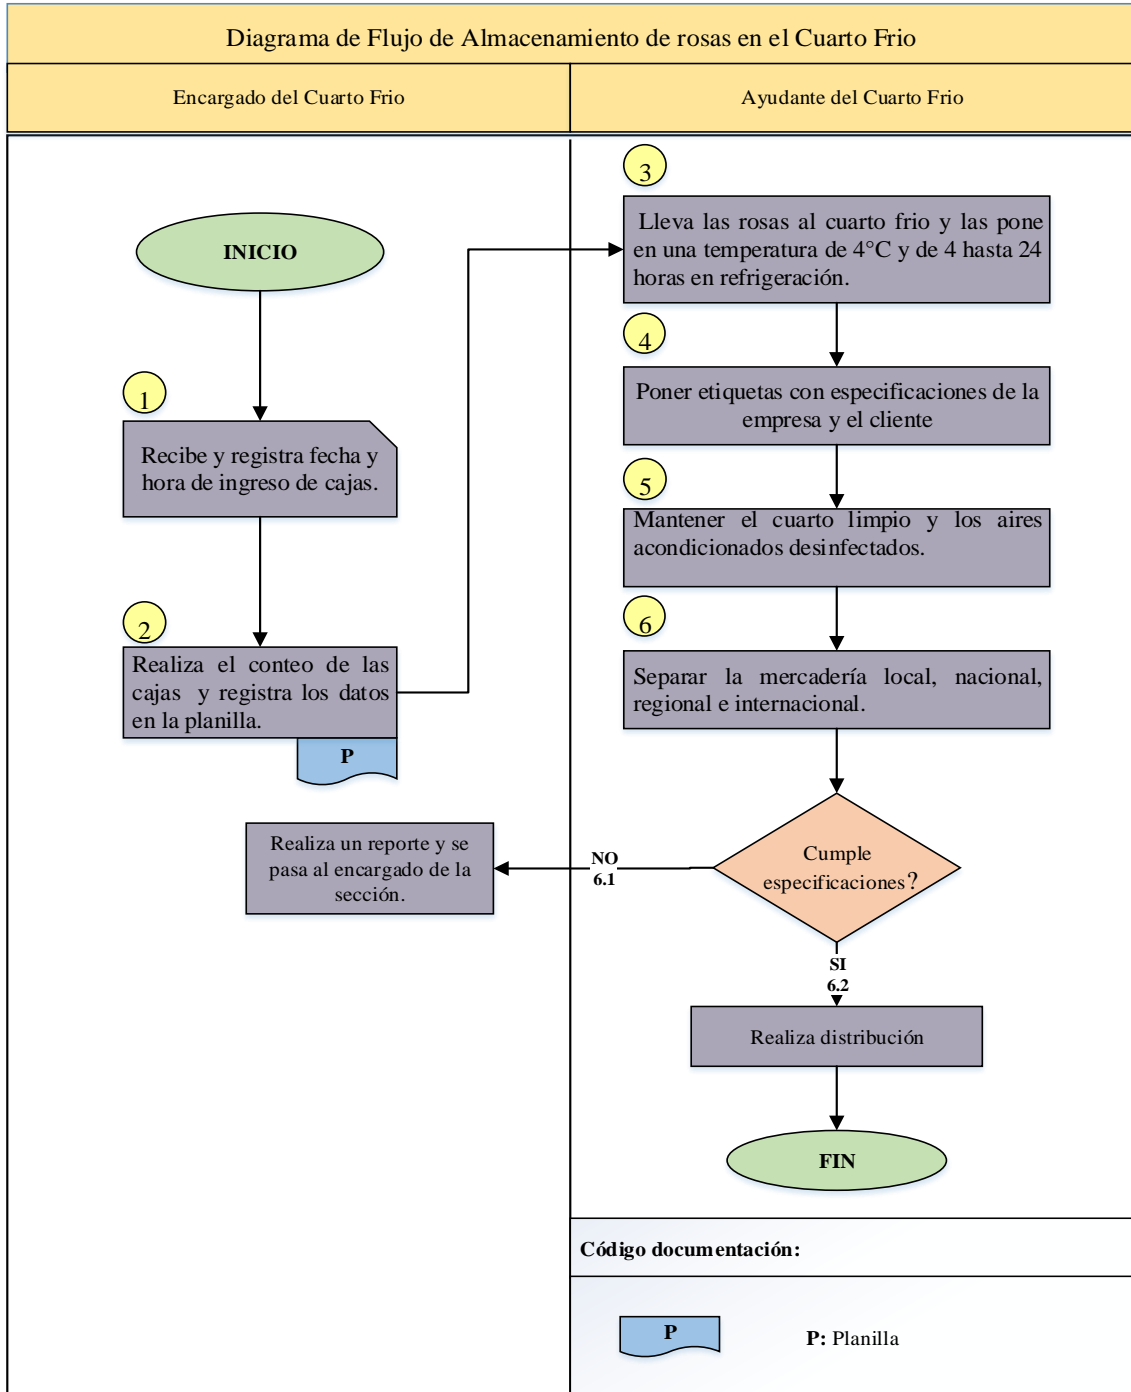 Diagrama de Flujo de Almacenamiento de rosas en el Cuarto Frio
Encargado del Cuarto Frio
Ayudante del Cuarto Frio
INICIO
1
Recibe y registra fecha y
hora de ingreso de cajas.
2
Realiza el conteo de las
cajas y registra los datos
en la planilla.
P
3
Lleva las rosas al cuarto frio y las pone
en una temperatura de 4°C y de 4 hasta 24
horas en refrigeración.
4
Poner etiquetas con especificaciones de la
empresa y el cliente
5
Mantener el cuarto limpio y los aires
acondicionados desinfectados.
6
Separar la mercadería local, nacional,
regional e internacional.
Cumple
especificaciones?
NO
6.1
Realiza un reporte y se
pasa al encargado de la
sección.
SI
6.2
Realiza distribución
FIN
Código documentación:
P
P: Planilla